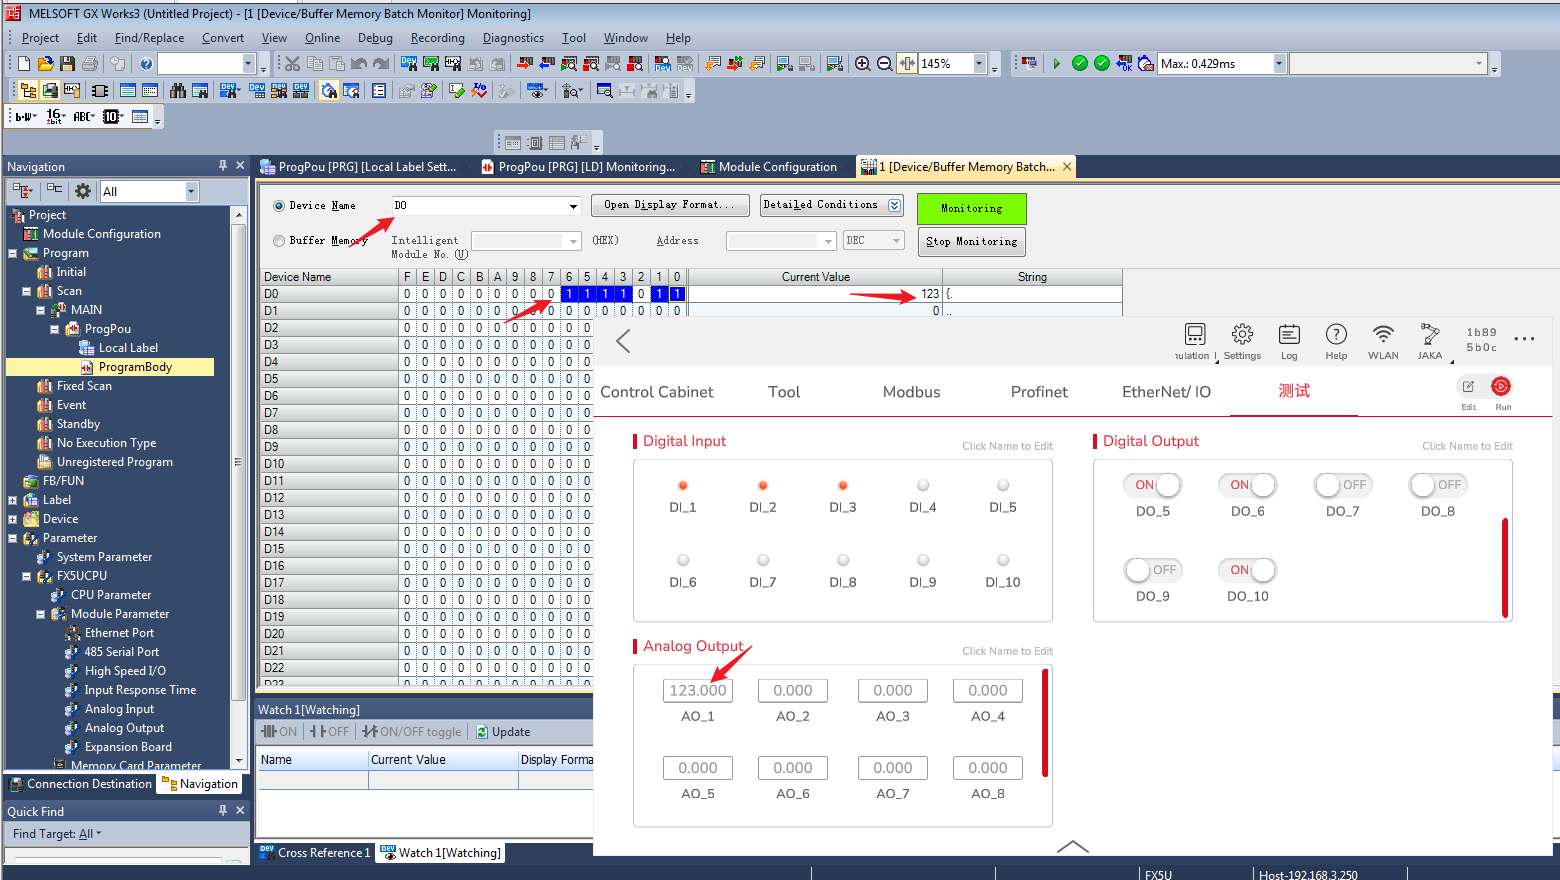 MELSOFT GX Works3 (Untitled Project) - [1 [Device/Buffer Memory Batch Monitor] Monitoring]
Project Edit Find/Replace Convert View Online Debug Recording Diagnostics Tool Window Help
145% Max.: 0.429ms
Navigation
ProgPou [PRG] [Local Label Sett...
ProgPou [PRG] [LD] Monitoring...
Module Configuration
1 [Device/Buffer Memory Batch...
All
Project
Module Configuration
Program
Initial
Scan
MAIN
ProgPou
Local Label
ProgramBody
Fixed Scan
Event
Standby
No Execution Type
Unregistered Program
FB/FUN
Label
Device
Parameter
System Parameter
FX5UCPU
CPU Parameter
Module Parameter
Ethernet Port
485 Serial Port
High Speed I/O
Input Response Time
Analog Input
Analog Output
Expansion Board
Memory Card Parameter
Connection Destination Navigation
Quick Find
Find Target: All
Device Name D0 Open Display Format... Detailed Conditions Monitoring
Buffer Memory Intelligent Module No. (U) (HEX) Address DEC Stop Monitoring
Device Name F E D C B A 9 8 7 6 5 4 3 2 1 0 Current Value String
D0 0 0 0 0 0 0 0 0 0 1 1 1 1 0 1 1 123 {.
D1 0 0 0 0 0 0 0 0 0 0 0 0 0 0 0 0 0 ..
D2 0 0 0 0 0 0 0 0 0 0 0
D3 0 0 0 0 0 0 0 0 0 0 0
D4 0 0 0 0 0 0 0 0 0 0 0
D5 0 0 0 0 0 0 0 0 0 0 0
D6 0 0 0 0 0 0 0 0 0 0 0
D7 0 0 0 0 0 0 0 0 0 0 0
D8 0 0 0 0 0 0 0 0 0 0 0
D9 0 0 0 0 0 0 0 0 0 0 0
D10 0 0 0 0 0 0 0 0 0 0 0
D11 0 0 0 0 0 0 0 0 0 0 0
D12 0 0 0 0 0 0 0 0 0 0 0
D13 0 0 0 0 0 0 0 0 0 0 0
D14 0 0 0 0 0 0 0 0 0 0 0
D15 0 0 0 0 0 0 0 0 0 0 0
D16 0 0 0 0 0 0 0 0 0 0 0
D17 0 0 0 0 0 0 0 0 0 0 0
D18 0 0 0 0 0 0 0 0 0 0 0
D19 0 0 0 0 0 0 0 0 0 0 0
D20 0 0 0 0 0 0 0 0 0 0 0
D21 0 0 0 0 0 0 0 0 0 0 0
D22 0 0 0 0 0 0 0 0 0 0 0
D23 0 0 0 0 0 0 0 0 0 0 0
Watch 1[Watching]
ON OFF ON/OFF toggle Update
Name Current Value Display Forma
Cross Reference 1 Watch 1[Watching]
FX5U Host-192.168.3.250
ulation Settings Log Help WLAN JAKA 1b89
5b0c
Control Cabinet Tool Modbus Profinet EtherNet/ IO 测试 Edit Run
Digital Input Click Name to Edit
DI_1 DI_2 DI_3 DI_4 DI_5
DI_6 DI_7 DI_8 DI_9 DI_10
Digital Output Click Name to Edit
ON ON OFF OFF
DO_5 DO_6 DO_7 DO_8
OFF ON
DO_9 DO_10
Analog Output Click Name to Edit
123.000 0.000 0.000 0.000
AO_1 AO_2 AO_3 AO_4
0.000 0.000 0.000 0.000
AO_5 AO_6 AO_7 AO_8